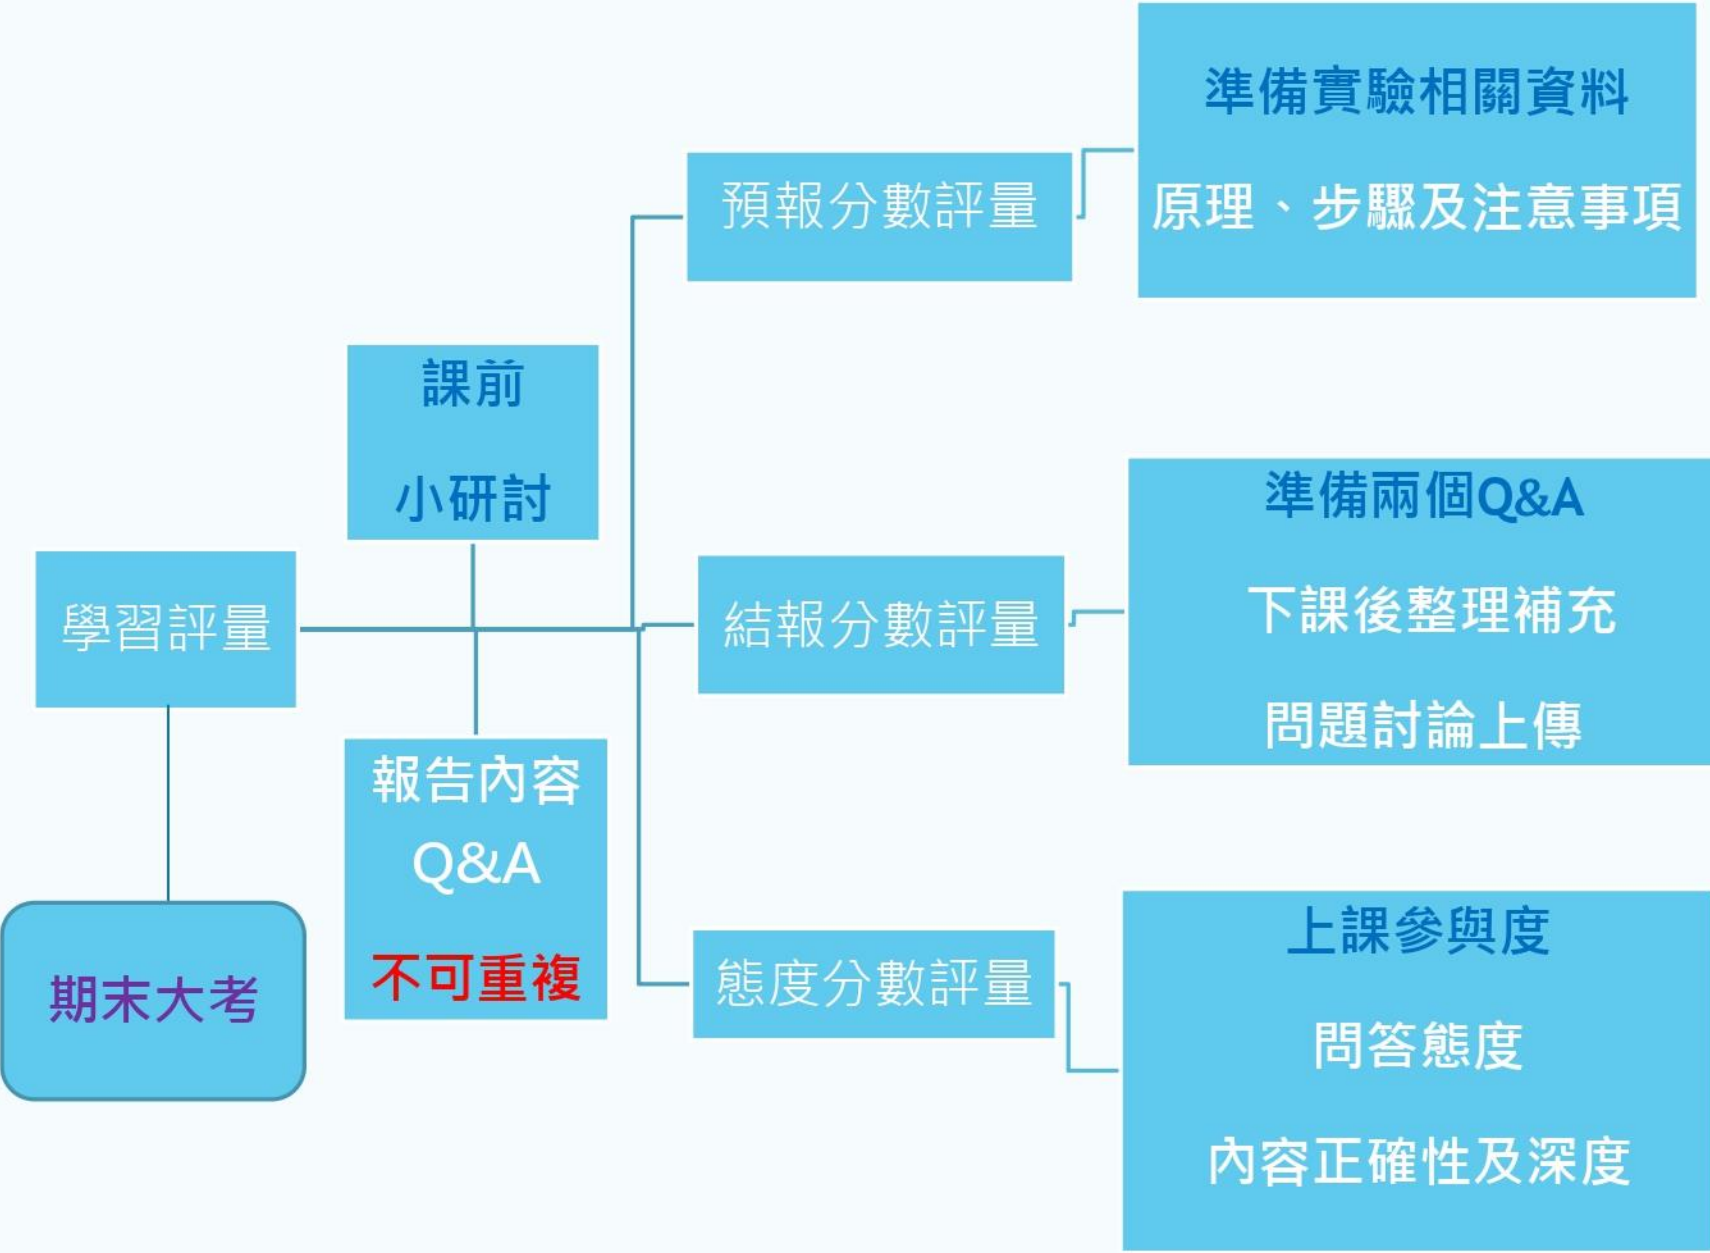 準備實驗相關資料
原理、步驟及注意事項
預報分數評量
課前
小研討
學習評量
報告內容
Q&A
不可重複
期末大考
結報分數評量
準備兩個Q&A
下課後整理補充
問題討論上傳
態度分數評量
上課參與度
問答態度
內容正確性及深度